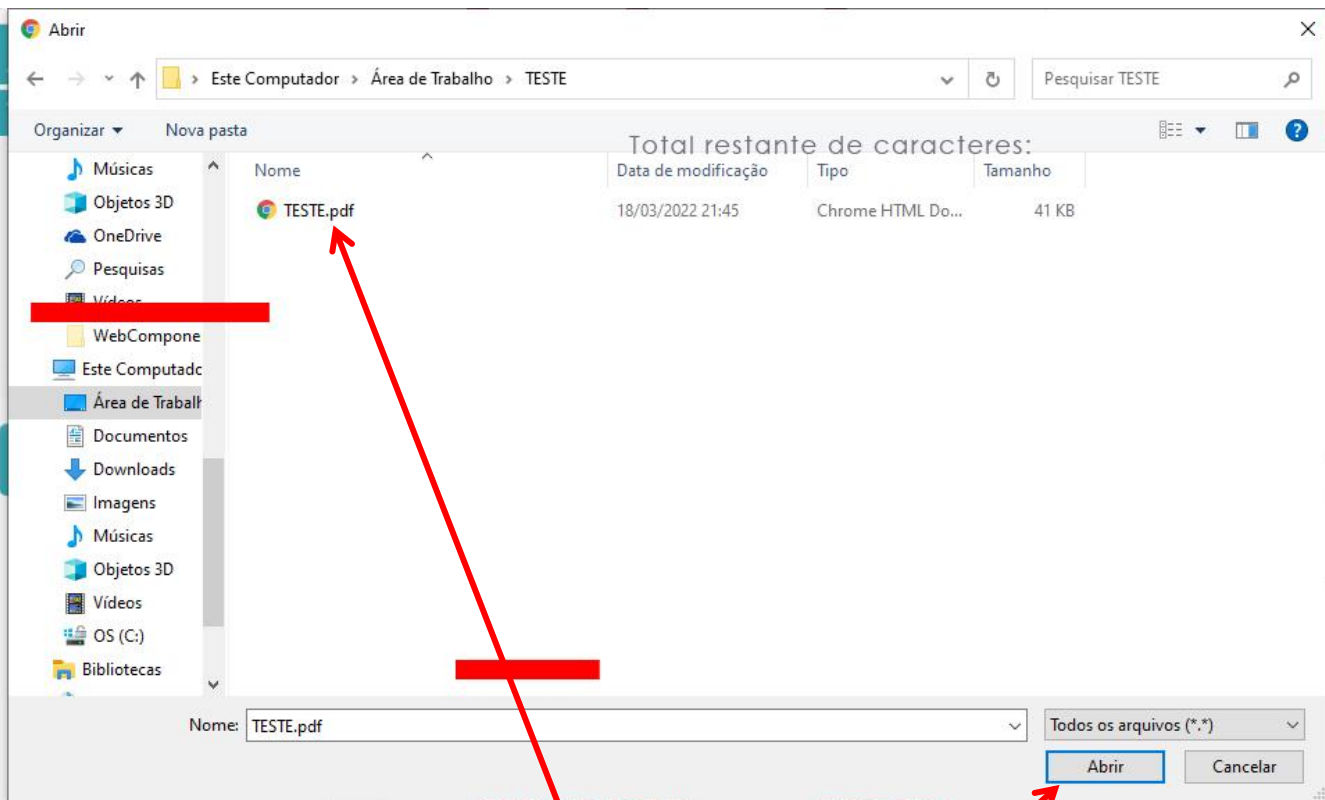 Abrir
Este Computador > Área de Trabalho > TESTE
Pesquisar TESTE
Organizar
Nova pasta
Total restante de caracteres:
Nome
Data de modificação
Tipo
Tamanho
TESTE.pdf
18/03/2022 21:45
Chrome HTML Do...
41 KB
Músicas
Objetos 3D
OneDrive
Pesquisas
Vídeos
WebCompone
Este Computadc
Área de Trabalh
Documentos
Downloads
Imagens
Músicas
Objetos 3D
Vídeos
OS (C:)
Bibliotecas
Nome: TESTE.pdf
Todos os arquivos (*.*)
Abrir
Cancelar